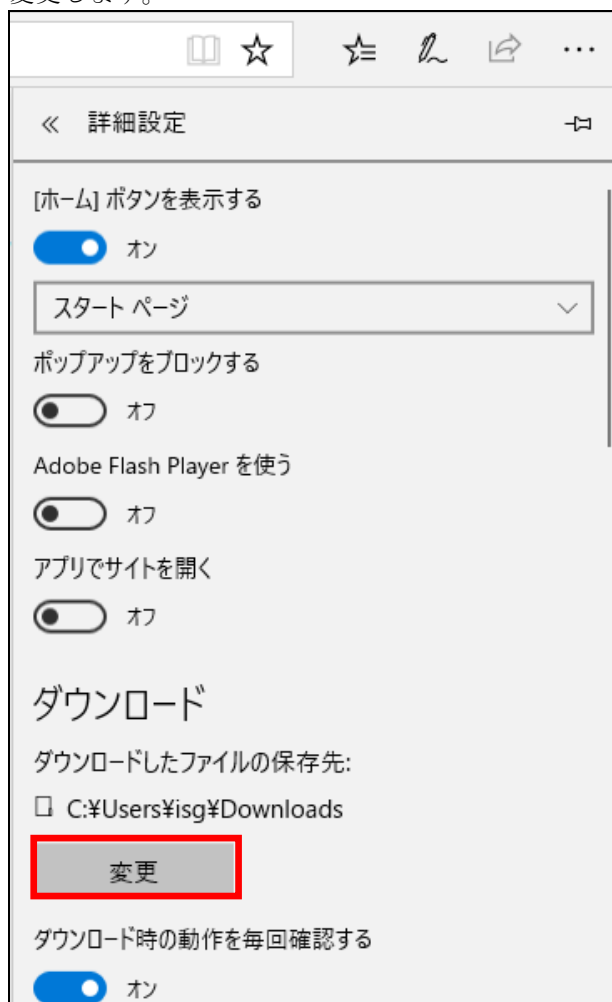 変更します。
詳細設定
[ホーム] ボタンを表示する
オン
スタート ページ
ポップアップをブロックする
オフ
Adobe Flash Player を使う
オフ
アプリでサイトを開く
オフ
ダウンロード
ダウンロードしたファイルの保存先:
C:¥Users¥isg¥Downloads
変更
ダウンロード時の動作を毎回確認する
オン